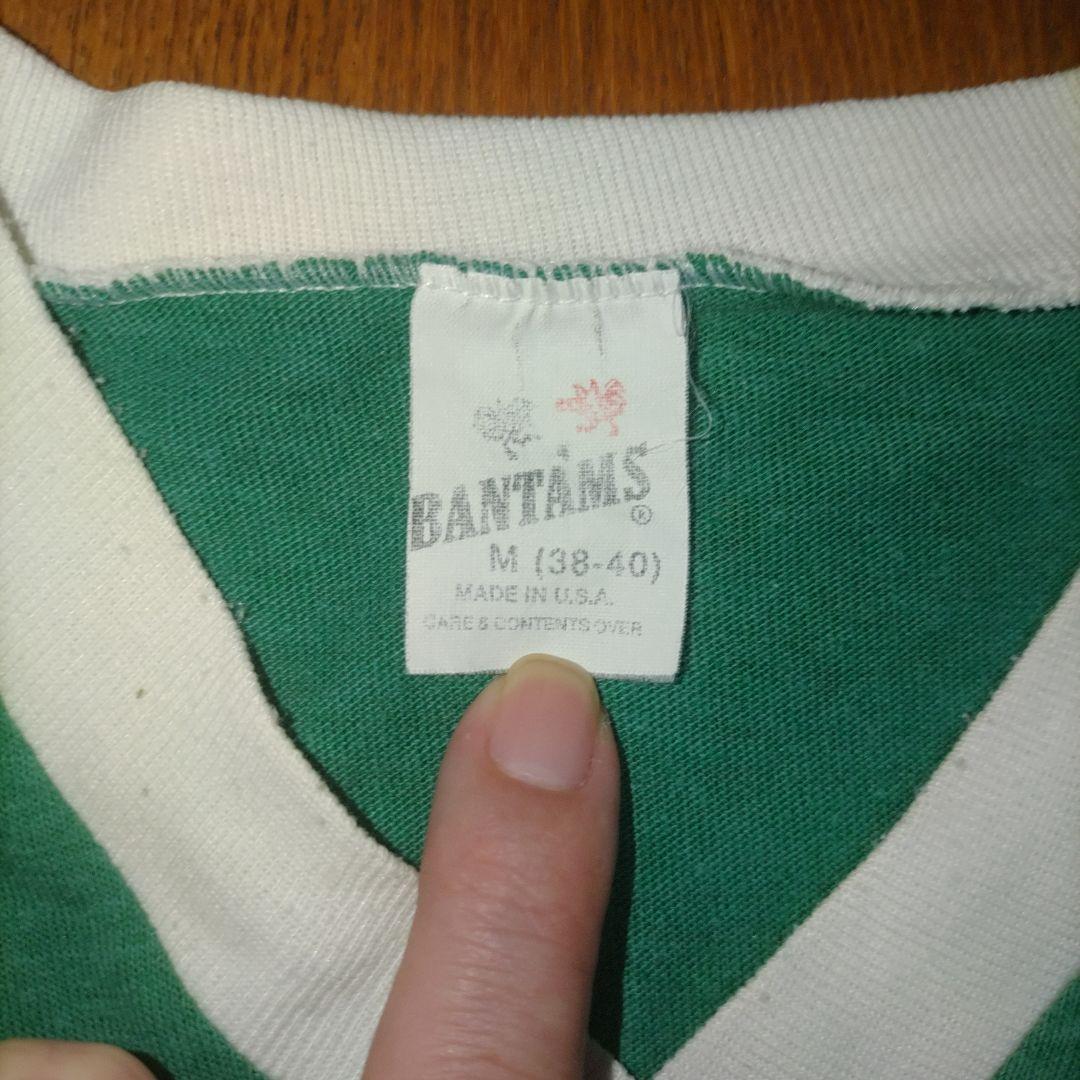 BANTAMS ®
M (38-40)
MADE IN U.S.A.
CARE & CONTENTS OVER